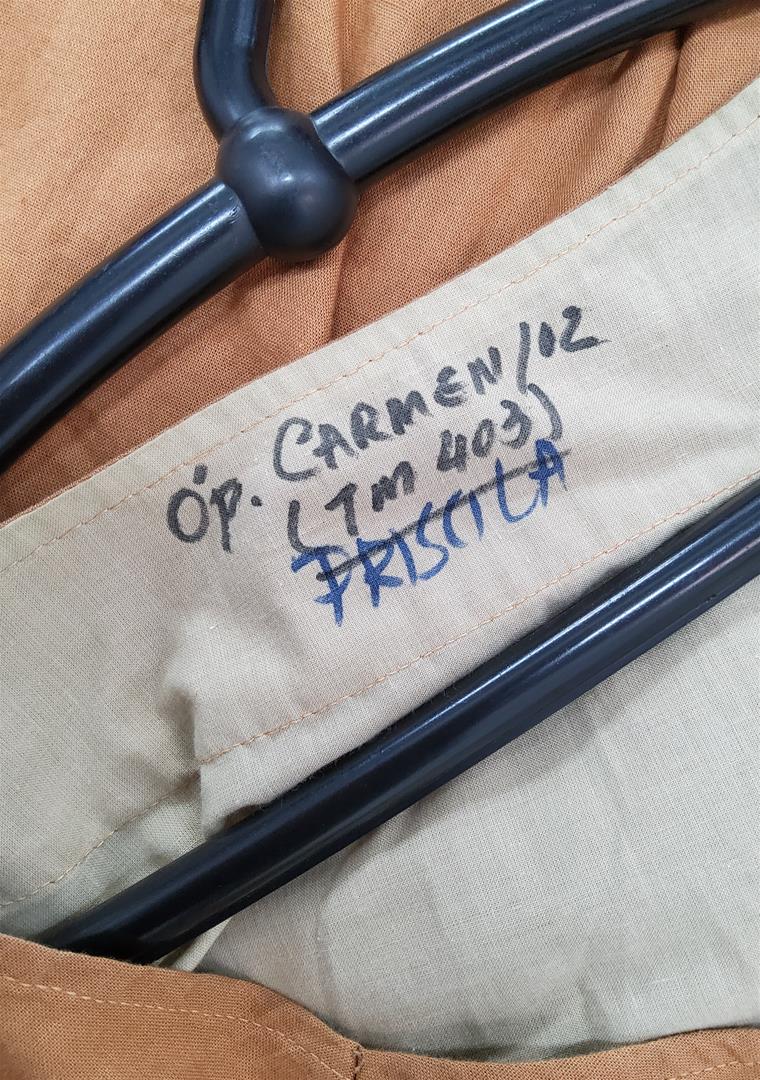 Óp. CARMEN/02
(TM 403)
PRISCILA